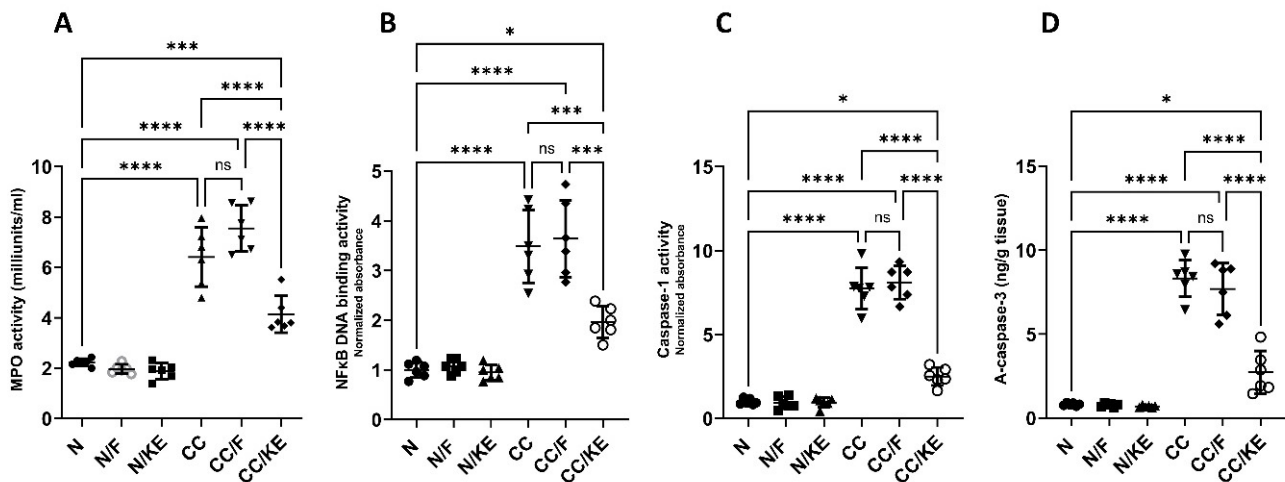 A
***
****
****
****
****
ns
MPO activity (milliunits/ml)
10
8
6
4
2
0
N
N/F
N/KE
CC
CC/F
CC/KE
B
*
****
***
****
ns
***
NFκB DNA binding activity
Normalized absorbance
5
4
3
2
1
0
N
N/F
N/KE
CC
CC/F
CC/KE
C
*
****
****
****
****
ns
Caspase-1 activity
Normalized absorbance
15
10
5
0
N
N/F
N/KE
CC
CC/F
CC/KE
D
*
****
****
****
****
ns
A-caspase-3 (ng/g tissue)
15
10
5
0
N
N/F
N/KE
CC
CC/F
CC/KE